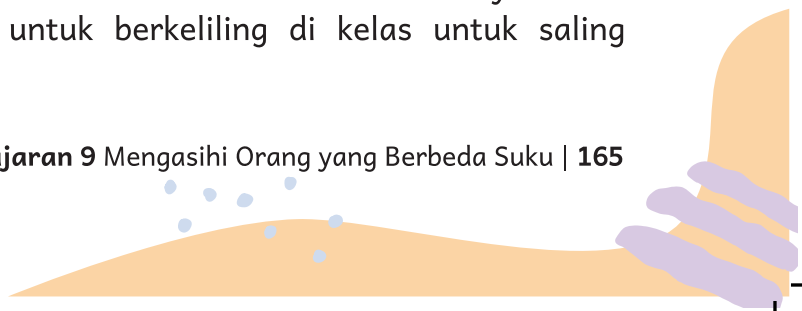 untuk berkeliling di kelas untuk saling
jaran 9 Mengasihi Orang yang Berbeda Suku | 165